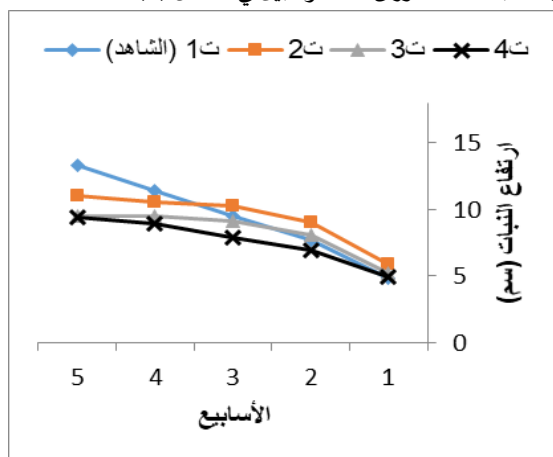 ت1 (الشاهد) ت2 ت3 ت4
15
10
5
0
ارتفاع النبات (سم)
1 2 3 4 5
الأسابيع